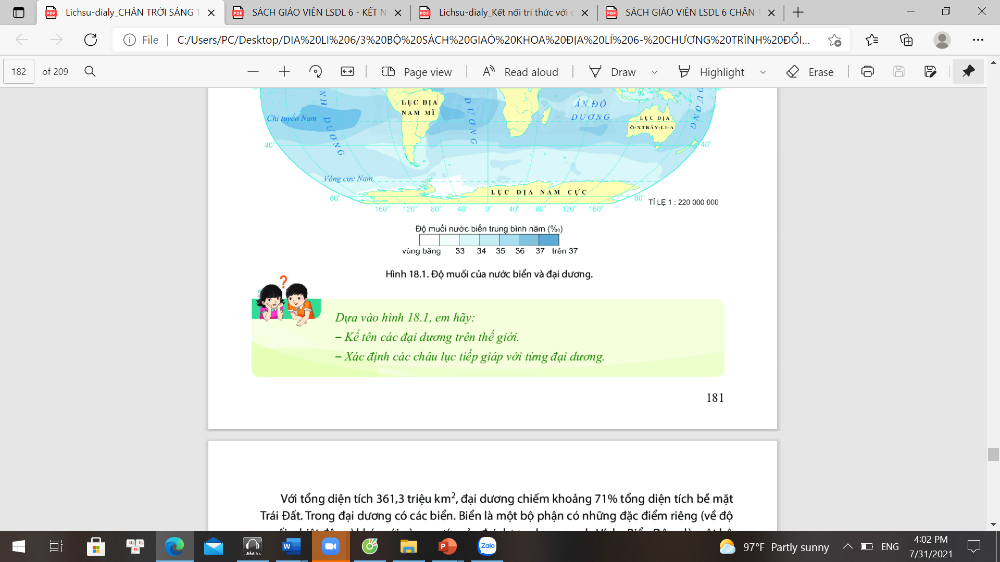 Lichsu-dialy_CHÂN TRỜI SÁNG T
SÁCH GIÁO VIÊN LSDL 6 - KẾT N
Lichsu-dialy_Kết nối tri thức với c
SÁCH GIÁO VIÊN LSDL 6 CHÂN T
File
C:/Users/PC/Desktop/DIA%20LI%206/3%20BỘ%20SÁCH%20GIAÓ%20KHOA%20ĐỊA%20LÍ%206-%20CHƯƠNG%20TRÌNH%20ĐỔI...
182 of 209
Page view
Read aloud
Draw
Highlight
Erase
LỤC ĐỊA
NAM MĨ
DƯƠNG
ẤN ĐỘ
DƯƠNG
LỤC ĐỊA
Ô-XTRÂY-LI-A
DƯƠNG
Chí tuyến Nam
DƯƠNG
40° 40°
Vòng cực Nam
LỤC ĐỊA NAM CỰC
80° 80°
TỈ LỆ 1 : 220 000 000
160° 120° 80° 40° 0° 40° 80° 120° 160°
Độ muối nước biển trung bình năm (‰)
vùng băng 33 34 35 36 37 trên 37
Hình 18.1. Độ muối của nước biển và đại dương.
?
Dựa vào hình 18.1, em hãy:
– Kể tên các đại dương trên thế giới.
– Xác định các châu lục tiếp giáp với từng đại dương.
181
Với tổng diện tích 361,3 triệu km², đại dương chiếm khoảng 71% tổng diện tích bề mặt
Trái Đất. Trong đại dương có các biển. Biển là một bộ phận có những đặc điểm riêng (về độ
Zalo
97°F Partly sunny
ENG
4:02 PM
7/31/2021